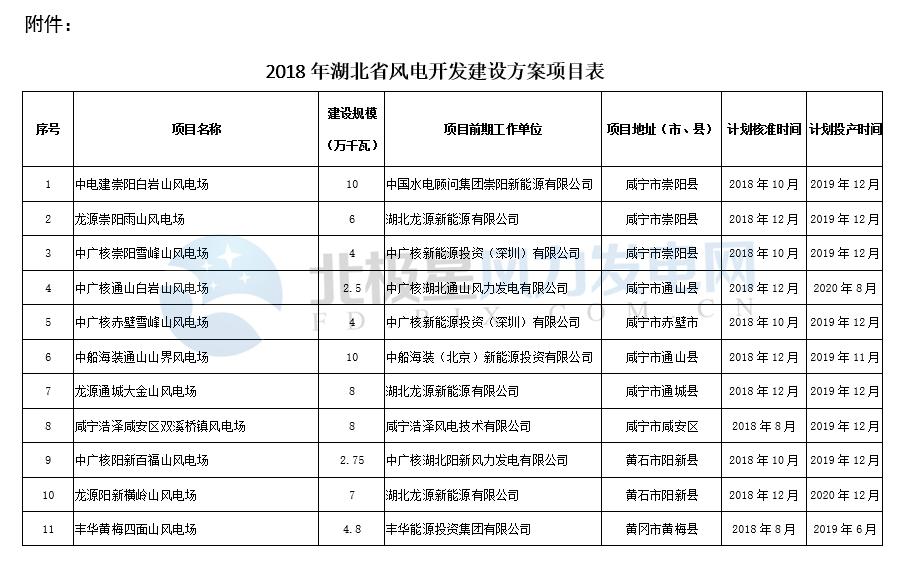 附件：
2018 年湖北省风电开发建设方案项目表
序号 项目名称 建设规模（万千瓦） 项目前期工作单位 项目地址（市、县） 计划核准时间 计划投产时间
1 中电建崇阳白岩山风电场 10 中国水电顾问集团崇阳新能源有限公司 咸宁市崇阳县 2018 年 10 月 2019 年 12 月
2 龙源崇阳雨山风电场 6 湖北龙源新能源有限公司 咸宁市崇阳县 2018 年 12 月 2019 年 12 月
3 中广核崇阳雪峰山风电场 4 中广核新能源投资（深圳）有限公司 咸宁市崇阳县 2018 年 10 月 2019 年 12 月
4 中广核通山白岩山风电场 2.5 中广核湖北通山风力发电有限公司 咸宁市通山县 2018 年 12 月 2020 年 8 月
5 中广核赤壁雪峰山风电场 4 中广核新能源投资（深圳）有限公司 咸宁市赤壁市 2018 年 10 月 2019 年 12 月
6 中船海装通山山界风电场 10 中船海装（北京）新能源投资有限公司 咸宁市通山县 2018 年 12 月 2019 年 11 月
7 龙源通城大金山风电场 8 湖北龙源新能源有限公司 咸宁市通城县 2018 年 12 月 2019 年 12 月
8 咸宁浩泽咸安区双溪桥镇风电场 8 咸宁浩泽风电技术有限公司 咸宁市咸安区 2018 年 8 月 2019 年 12 月
9 中广核阳新百福山风电场 2.75 中广核湖北阳新风力发电有限公司 黄石市阳新县 2018 年 10 月 2019 年 12 月
10 龙源阳新横岭山风电场 7 湖北龙源新能源有限公司 黄石市阳新县 2018 年 12 月 2020 年 12 月
11 丰华黄梅四面山风电场 4.8 丰华能源投资集团有限公司 黄冈市黄梅县 2018 年 8 月 2019 年 6 月
北极星风力发电网
FD.BJX.COM.CN